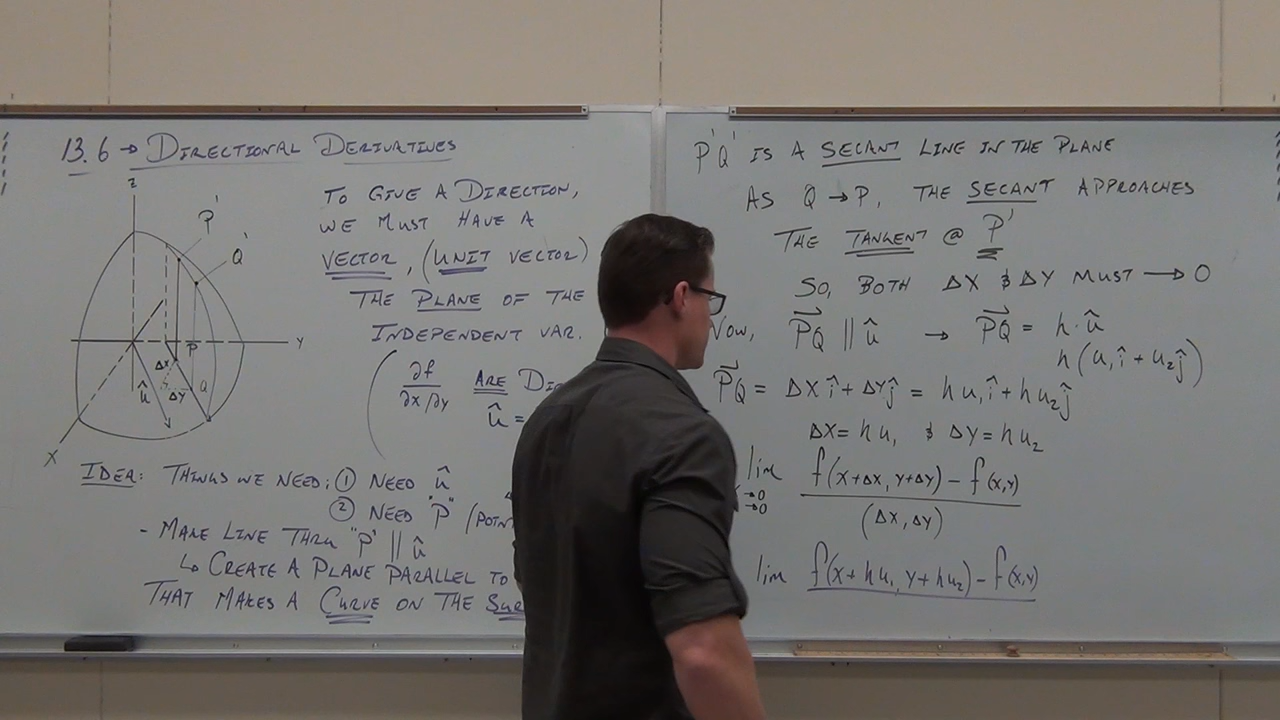 13.6 → DIRECTIONAL DERIVATIVES
TO GIVE A DIRECTION,
WE MUST HAVE A
VECTOR, (UNIT VECTOR)
THE PLANE OF THE
INDEPENDENT VAR.
∂f
∂x/∂y ARE
û =
z
P'
Q'
y
P
Δx
Δy
Q
û
x
IDEA: THINGS WE NEED: ① NEED û
② NEED "P"
- MAKE LINE THRU "P" ∥ û
↳ CREATE A PLANE PARALLEL TO
THAT MAKES A CURVE ON THE
P'Q' IS A SECANT LINE IN THE PLANE
AS Q → P, THE SECANT APPROACHES
THE TANGENT @ P'
SO, BOTH ΔX & ΔY MUST → 0
NOW, PQ⃗ ∥ û → PQ⃗ = h·û
h(u₁î + u₂ĵ)
PQ⃗ = ΔXî + ΔYĵ = hu₁î + hu₂ĵ
ΔX = hu₁ & ΔY = hu₂
lim f(x+Δx, y+Δy) − f(x,y)
→0
→0
(Δx, Δy)
lim f(x+hu₁, y+hu₂) − f(x,y)